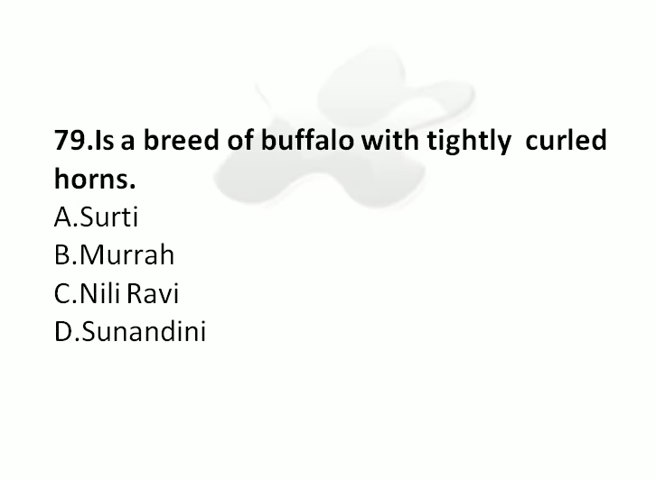 79.Is a breed of buffalo with tightly  curled
horns.
A.Surti
B.Murrah
C.Nili Ravi
D.Sunandini